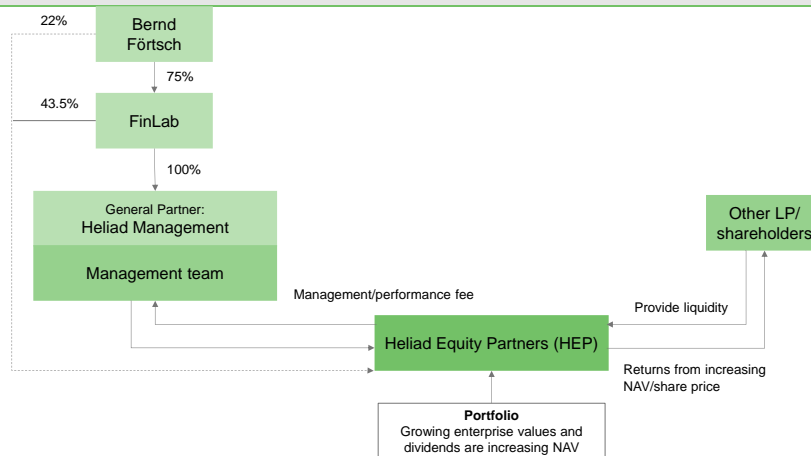 22%
Bernd
Förtsch
75%
43.5%
FinLab
100%
General Partner:
Heliad Management
Other LP/
shareholders
Management team
Management/performance fee
Provide liquidity
Heliad Equity Partners (HEP)
Returns from increasing
NAV/share price
Portfolio
Growing enterprise values and
dividends are increasing NAV